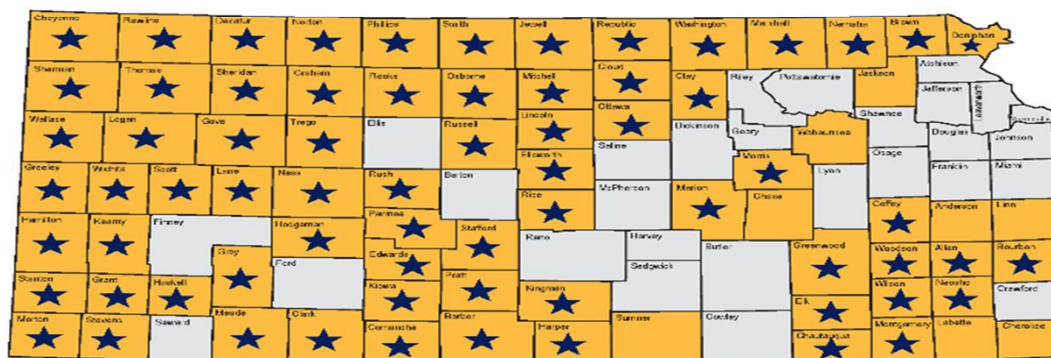 Cheyenne Rawlins Decatur Norton Phillips Smith Jewell Republic Washington Marshall Nemaha Brown Doniphan
Sherman Thomas Sheridan Graham Rooks Osborne Mitchell Cloud Clay Riley Pottawatomie Jackson Atchison
Jefferson Leavenworth
Wallace Logan Gove Trego Ellis Russell Lincoln Ottawa Dickinson Geary Wabaunsee Shawnee Douglas Johnson
Ellsworth Saline Morris
Greeley Wichita Scott Lane Ness Rush Barton Rice McPherson Marion Chase Lyon Osage Franklin Miami
Hamilton Kearny Finney Hodgeman Pawnee Stafford Reno Harvey Butler Greenwood Coffey Anderson Linn
Gray Ford Edwards Sedgwick Woodson Allen Bourbon
Stanton Grant Haskell Kiowa Pratt Kingman Elk Wilson Neosho Crawford
Morton Stevens Seward Meade Clark Comanche Barber Harper Sumner Cowley Chautauqua Montgomery Labette Cherokee